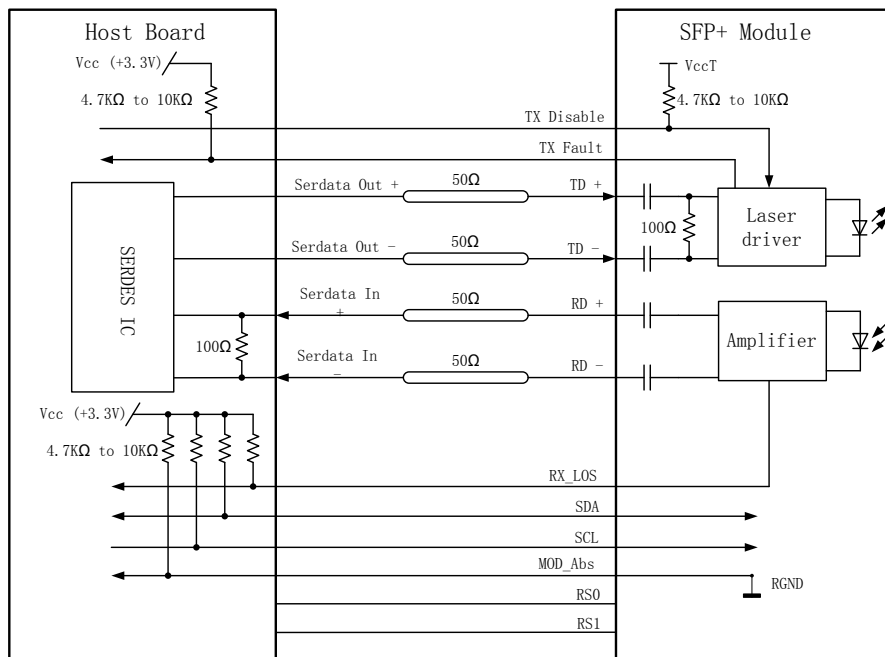 Host Board
SFP+ Module
Vcc (+3.3V)
VccT
4.7KΩ to 10KΩ
4.7KΩ to 10KΩ
TX Disable
TX Fault
Serdata Out +
50Ω
TD +
100Ω
Laser
driver
Serdata Out -
50Ω
TD -
SERDES IC
Serdata In
+
50Ω
RD +
100Ω
Amplifier
Serdata In
-
50Ω
RD -
Vcc (+3.3V)
4.7KΩ to 10KΩ
RX_LOS
SDA
SCL
MOD_Abs
RGND
RS0
RS1